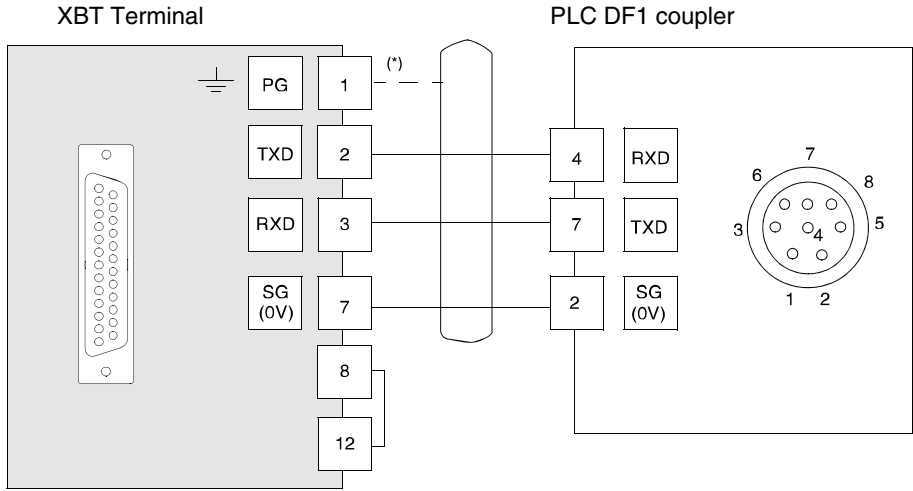 XBT Terminal
PLC DF1 coupler
PG 1 (*)
TXD 2
4 RXD
RXD 3
7 TXD
SG
(0V)
7
2
SG
(0V)
8
12
7
6 8
3 4 5
1 2